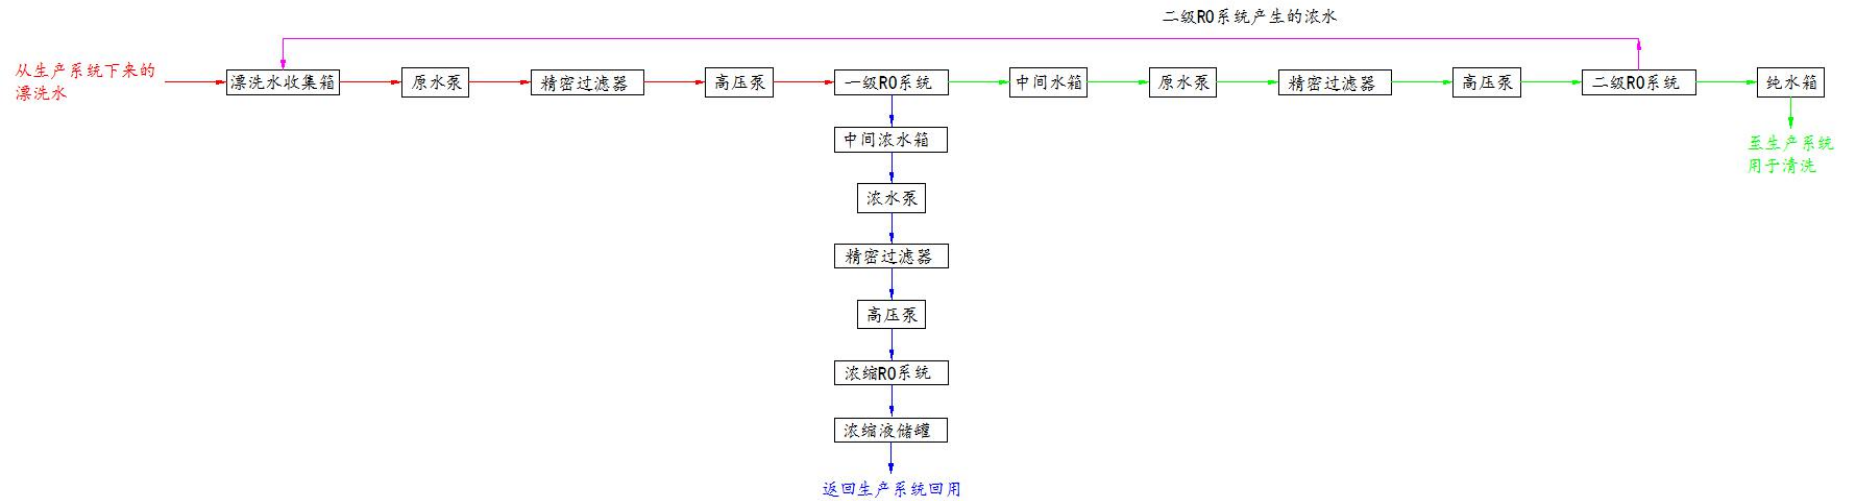 二级RO系统产生的浓水
从生产系统下来的
漂洗水
漂洗水收集箱
原水泵
精密过滤器
高压泵
一级RO系统
中间水箱
原水泵
精密过滤器
高压泵
二级RO系统
纯水箱
至生产系统
用于清洗
中间浓水箱
浓水泵
精密过滤器
高压泵
浓缩RO系统
浓缩液储罐
返回生产系统回用